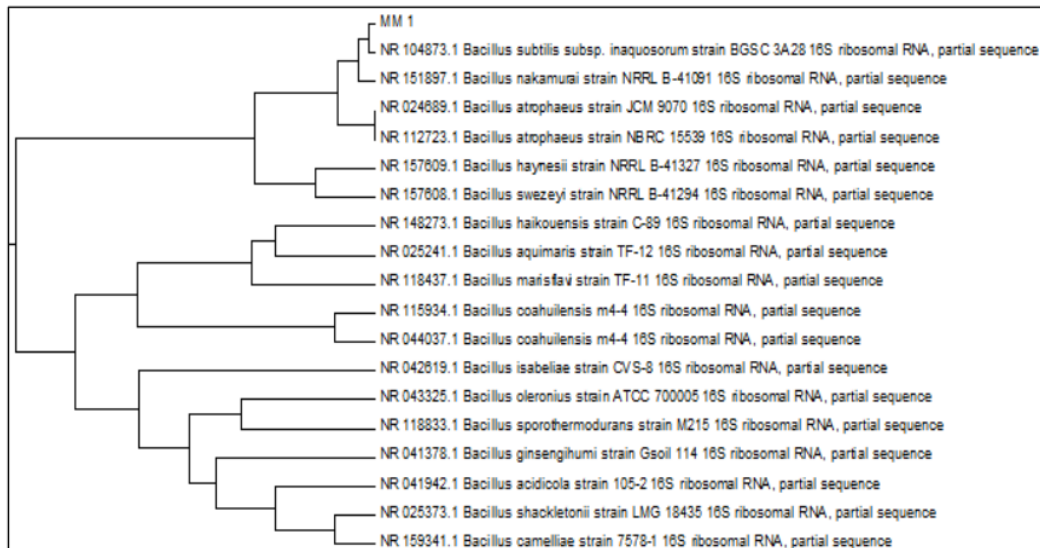 MM 1
NR 104873.1 Bacillus subtilis subsp. inaquosorum strain BGSC 3A28 16S ribosomal RNA, partial sequence
NR 151897.1 Bacillus nakamurai strain NRRL B-41091 16S ribosomal RNA, partial sequence
NR 024689.1 Bacillus atrophaeus strain JCM 9070 16S ribosomal RNA, partial sequence
NR 112723.1 Bacillus atrophaeus strain NBRC 15539 16S ribosomal RNA, partial sequence
NR 157609.1 Bacillus haynesii strain NRRL B-41327 16S ribosomal RNA, partial sequence
NR 157608.1 Bacillus swezeyi strain NRRL B-41294 16S ribosomal RNA, partial sequence
NR 148273.1 Bacillus haikouensis strain C-89 16S ribosomal RNA, partial sequence
NR 025241.1 Bacillus aquimaris strain TF-12 16S ribosomal RNA, partial sequence
NR 118437.1 Bacillus marisflavi strain TF-11 16S ribosomal RNA, partial sequence
NR 115934.1 Bacillus coahuilensis m4-4 16S ribosomal RNA, partial sequence
NR 044037.1 Bacillus coahuilensis m4-4 16S ribosomal RNA, partial sequence
NR 042619.1 Bacillus isabeliae strain CVS-8 16S ribosomal RNA, partial sequence
NR 043325.1 Bacillus oleronius strain ATCC 700005 16S ribosomal RNA, partial sequence
NR 118833.1 Bacillus sporothermodurans strain M215 16S ribosomal RNA, partial sequence
NR 041378.1 Bacillus ginsengihumi strain Gsoil 114 16S ribosomal RNA, partial sequence
NR 041942.1 Bacillus acidicola strain 105-2 16S ribosomal RNA, partial sequence
NR 025373.1 Bacillus shackletonii strain LMG 18435 16S ribosomal RNA, partial sequence
NR 159341.1 Bacillus camelliae strain 7578-1 16S ribosomal RNA, partial sequence